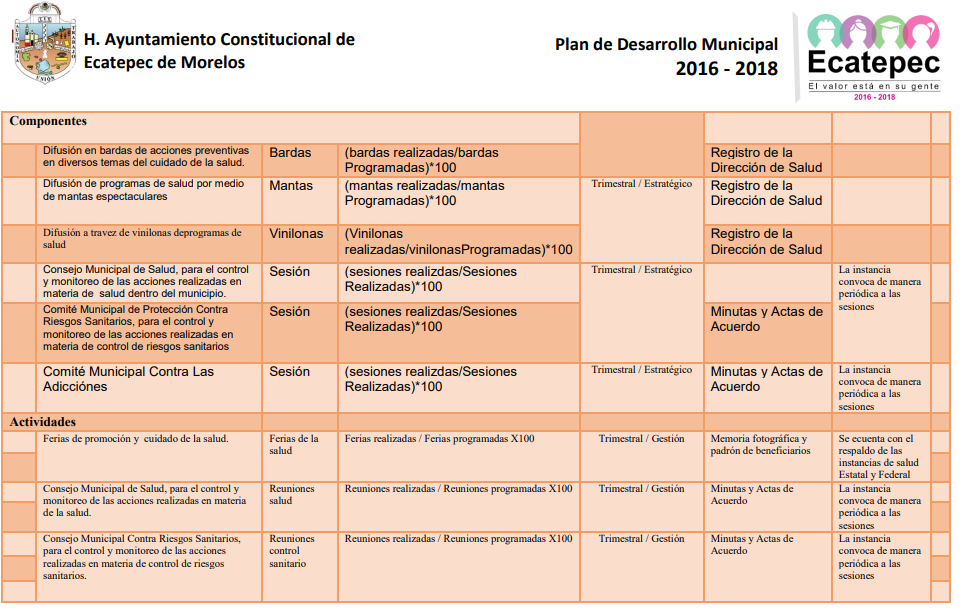 H. Ayuntamiento Constitucional de
Ecatepec de Morelos
Plan de Desarrollo Municipal
2016 - 2018
Ecatepec
El valor está en su gente
2016 - 2018
Componentes
Difusión en bardas de acciones preventivas
en diversos temas del cuidado de la salud.
Bardas
(bardas realizadas/bardas
Programadas)*100
Registro de la
Dirección de Salud
Difusión de programas de salud por medio
de mantas espectaculares
Mantas
(mantas realizadas/mantas
Programadas)*100
Trimestral / Estratégico
Registro de la
Dirección de Salud
Difusión a travez de vinilonas deprogramas de
salud
Vinilonas
(Vinilonas
realizadas/vinilonasProgramadas)*100
Registro de la
Dirección de Salud
Consejo Municipal de Salud, para el control
y monitoreo de las acciones realizadas en
materia de salud dentro del municipio.
Sesión
(sesiones realizdas/Sesiones
Realizadas)*100
Trimestral / Estratégico
La instancia
convoca de manera
periódica a las
sesiones
Comité Municipal de Protección Contra
Riesgos Sanitarios, para el control y
monitoreo de las acciones realizadas en
materia de control de riesgos sanitarios
Sesión
(sesiones realizdas/Sesiones
Realizadas)*100
Minutas y Actas de
Acuerdo
Comité Municipal Contra Las
Adicciónes
Sesión
(sesiones realizdas/Sesiones
Realizadas)*100
Trimestral / Estratégico
Minutas y Actas de
Acuerdo
La instancia
convoca de manera
periódica a las
sesiones
Actividades
Ferias de promoción y cuidado de la salud.
Ferias de la
salud
Ferias realizadas / Ferias programadas X100
Trimestral / Gestión
Memoria fotográfica y
padrón de beneficiarios
Se ecuenta con el
respaldo de las
instancias de salud
Estatal y Federal
Consejo Municipal de Salud, para el control y
monitoreo de las acciones realizadas en materia
de la salud.
Reuniones
salud
Reuniones realizadas / Reuniones programadas X100
Trimestral / Gestión
Minutas y Actas de
Acuerdo
La instancia
convoca de manera
periódica a las
sesiones
Consejo Municipal Contra Riesgos Sanitarios,
para el control y monitoreo de las acciones
realizadas en materia de control de riesgos
sanitarios.
Reuniones
control
sanitario
Reuniones realizadas / Reuniones programadas X100
Trimestral / Gestión
Minutas y Actas de
Acuerdo
La instancia
convoca de manera
periódica a las
sesiones